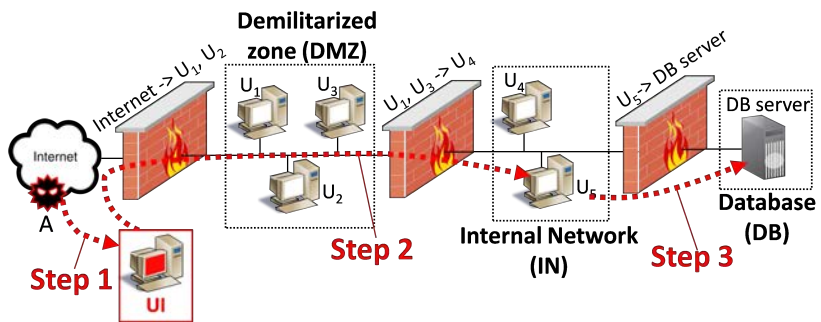 Demilitarized
zone (DMZ)
Internet -> U1, U2
U1, U3 -> U4
U5-> DB server
U1
U3
U2
U4
U5
DB server
Internet
A
Step 1
UI
Step 2
Internal Network
(IN)
Step 3
Database
(DB)